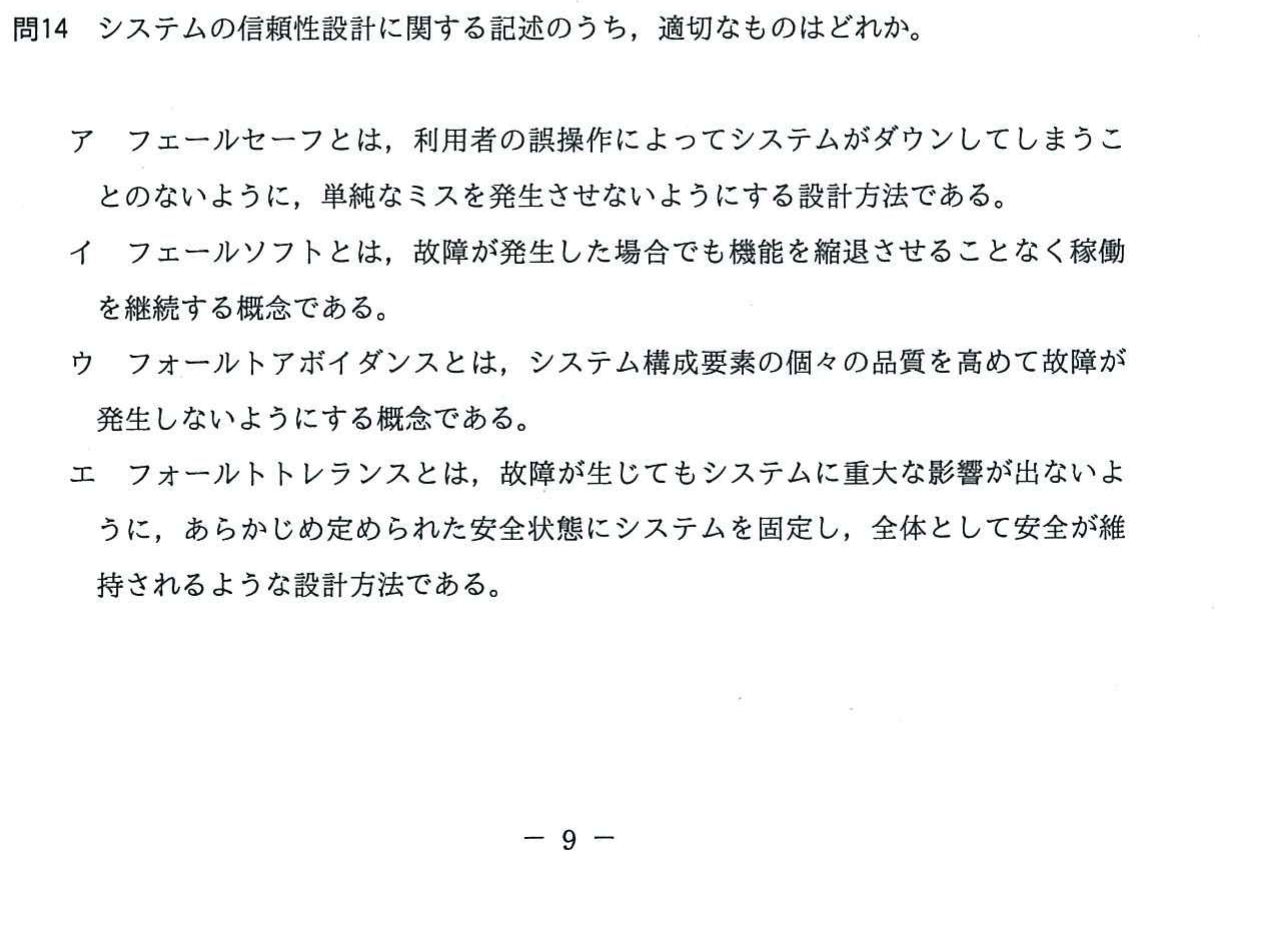 問14 システムの信頼性設計に関する記述のうち，適切なものはどれか。
ア フェールセーフとは，利用者の誤操作によってシステムがダウンしてしまうこ
とのないように，単純なミスを発生させないようにする設計方法である。
イ フェールソフトとは，故障が発生した場合でも機能を縮退させることなく稼働
を継続する概念である。
ウ フォールトアボイダンスとは，システム構成要素の個々の品質を高めて故障が
発生しないようにする概念である。
エ フォールトトレランスとは，故障が生じてもシステムに重大な影響が出ないよ
うに，あらかじめ定められた安全状態にシステムを固定し，全体として安全が維
持されるような設計方法である。
－ 9 －